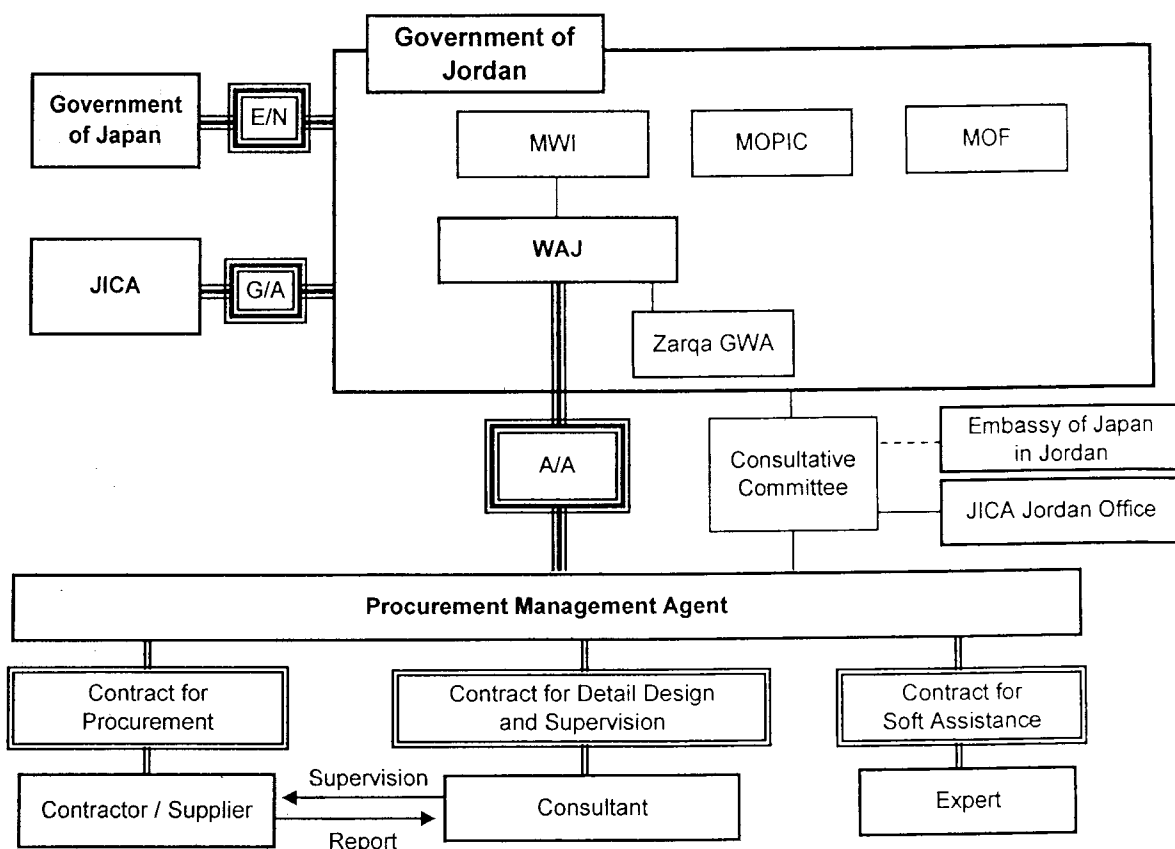 Government of
Jordan
Government
of Japan
E/N
MWI
MOPIC
MOF
WAJ
JICA
G/A
Zarqa GWA
A/A
Consultative
Committee
Embassy of Japan
in Jordan
JICA Jordan Office
Procurement Management Agent
Contract for
Procurement
Contract for Detail Design
and Supervision
Contract for
Soft Assistance
Contractor / Supplier
Supervision
Report
Consultant
Expert